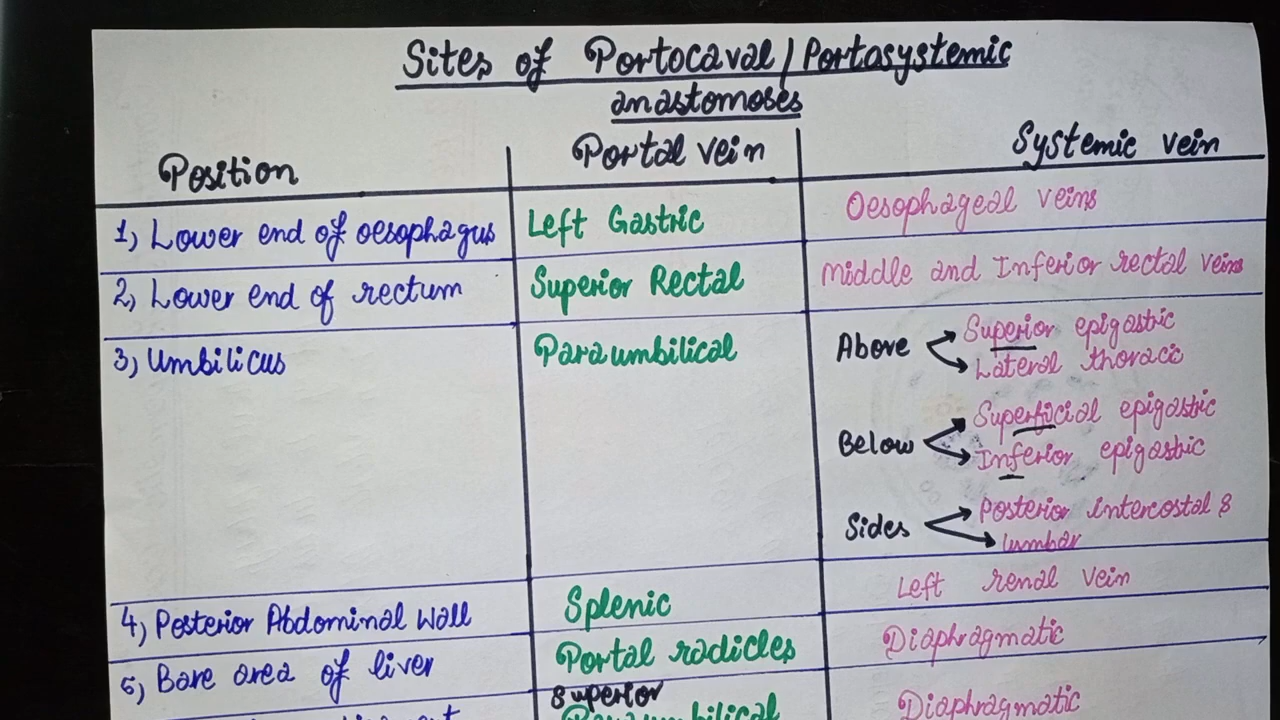 Sites of Portocaval/Portasystemic
anastomoses
Position Portal vein Systemic vein
1, Lower end of oesophagus Left Gastric Oesophageal veins
2, Lower end of rectum Superior Rectal Middle and Inferior rectal veins
3, Umbilicus Paraumbilical Above Superior epigastric
Lateral thoracic
Below Superficial epigastric
Inferior epigastric
Sides Posterior intercostal &
lumbar
4, Posterior Abdominal Wall Splenic Left renal vein
5, Bare area of liver Portal radicles Diaphragmatic
Superior
Paraumbilical Diaphragmatic